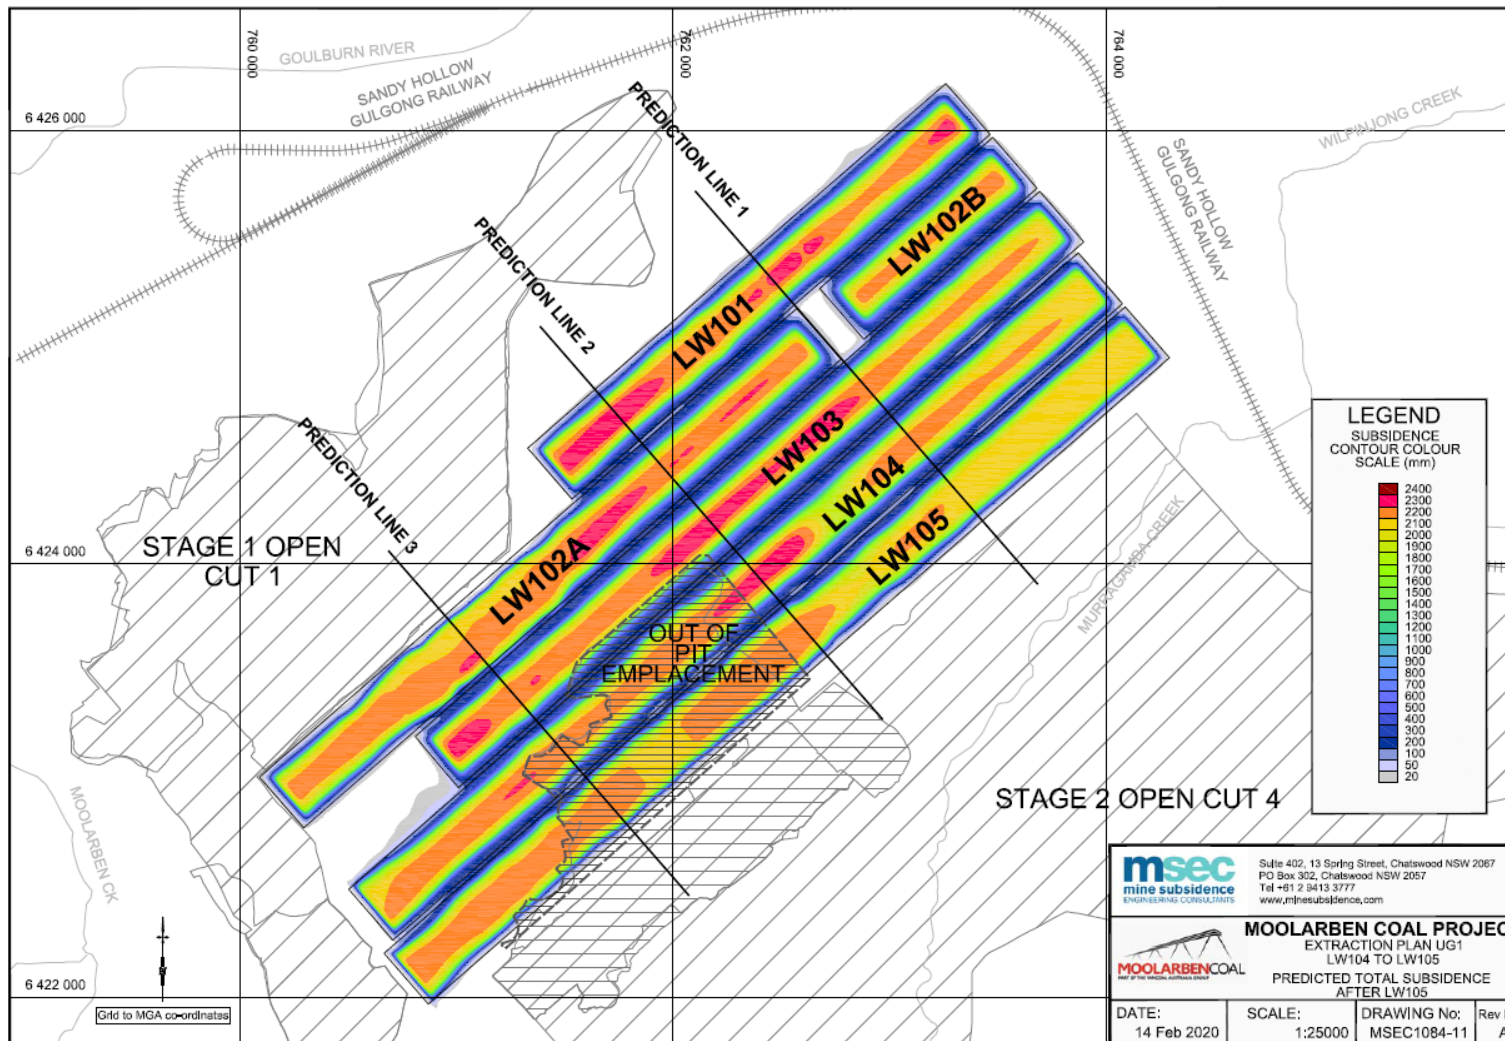 760 000
762 000
764 000
6 426 000
6 424 000
6 422 000
GOULBURN RIVER
SANDY HOLLOW
GULGONG RAILWAY
PREDICTION LINE 1
PREDICTION LINE 2
PREDICTION LINE 3
SANDY HOLLOW
GULGONG RAILWAY
WILPINJONG CREEK
LW101
LW102B
LW103
LW104
LW105
LW102A
STAGE 1 OPEN
CUT 1
OUT OF
PIT
EMPLACEMENT
MURRAGAMBA CREEK
STAGE 2 OPEN CUT 4
MOOLARBEN CK
Grid to MGA co-ordinates
LEGEND
SUBSIDENCE
CONTOUR COLOUR
SCALE (mm)
2400
2300
2200
2100
2000
1900
1800
1700
1600
1500
1400
1300
1200
1100
1000
900
800
700
600
500
400
300
200
100
50
20
msec
mine subsidence
ENGINEERING CONSULTANTS
Suite 402, 13 Spring Street, Chatswood NSW 2067
PO Box 302, Chatswood NSW 2057
Tel +61 2 9413 3777
www.minesubsidence.com
MOOLARBEN COAL
MOOLARBEN COAL PROJEC
EXTRACTION PLAN UG1
LW104 TO LW105
PREDICTED TOTAL SUBSIDENCE
AFTER LW105
DATE:
14 Feb 2020
SCALE:
1:25000
DRAWING No:
MSEC1084-11
Rev
A